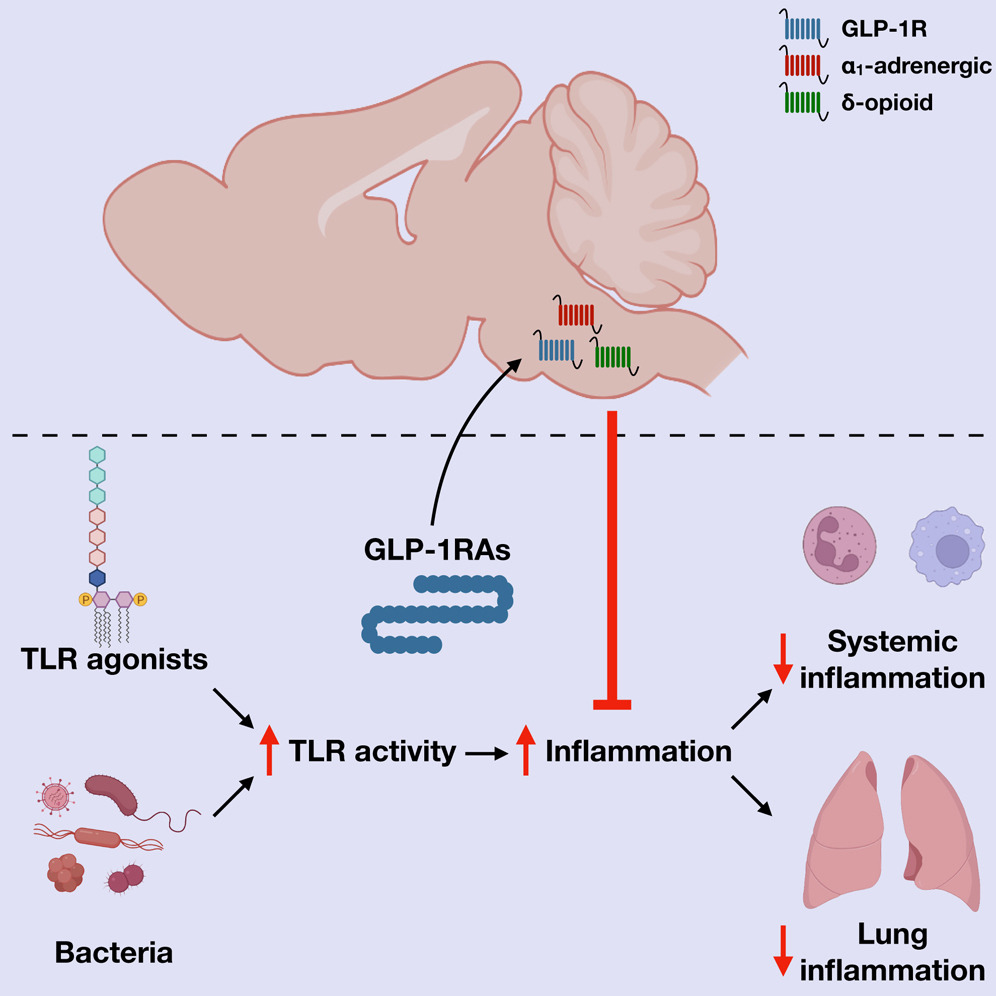 GLP-1R
α₁-adrenergic
δ-opioid
GLP-1RAs
P
P
TLR agonists
Systemic
inflammation
TLR activity
Inflammation
Bacteria
Lung
inflammation